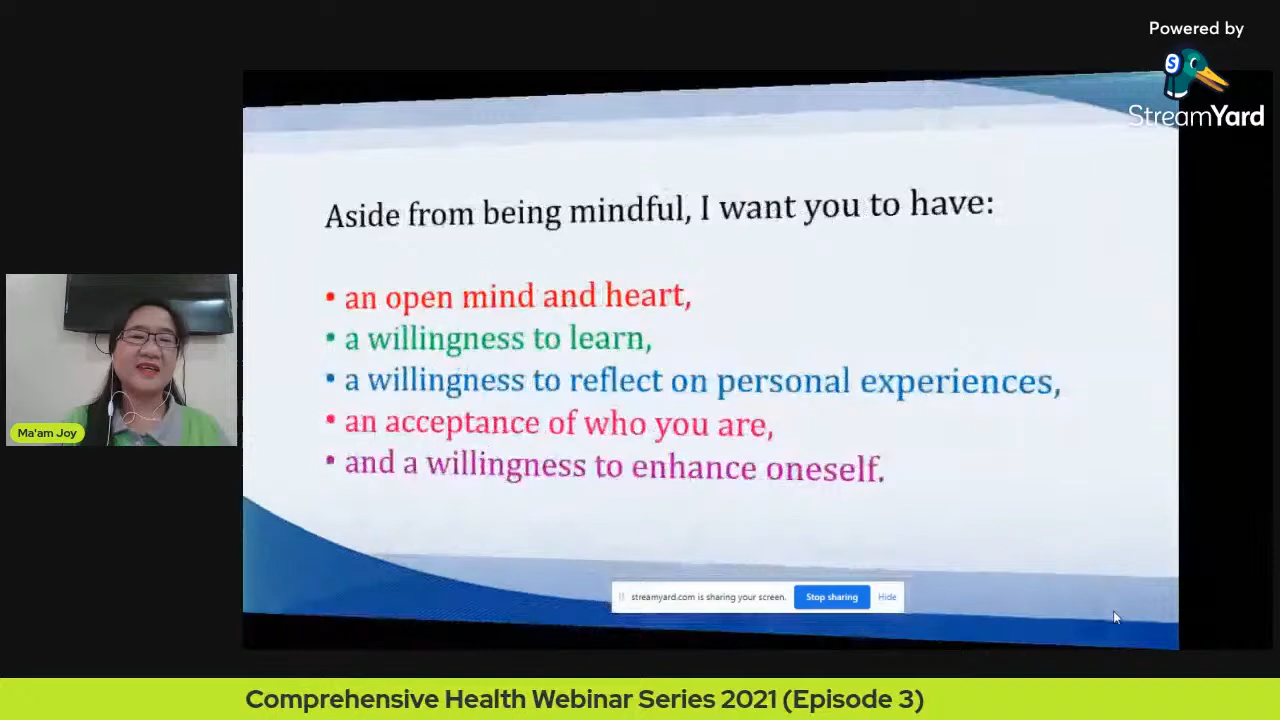 Powered by
StreamYard
Aside from being mindful, I want you to have:
• an open mind and heart,
• a willingness to learn,
• a willingness to reflect on personal experiences,
• an acceptance of who you are,
• and a willingness to enhance oneself.
Ma'am Joy
streamyard.com is sharing your screen. Stop sharing Hide
Comprehensive Health Webinar Series 2021 (Episode 3)